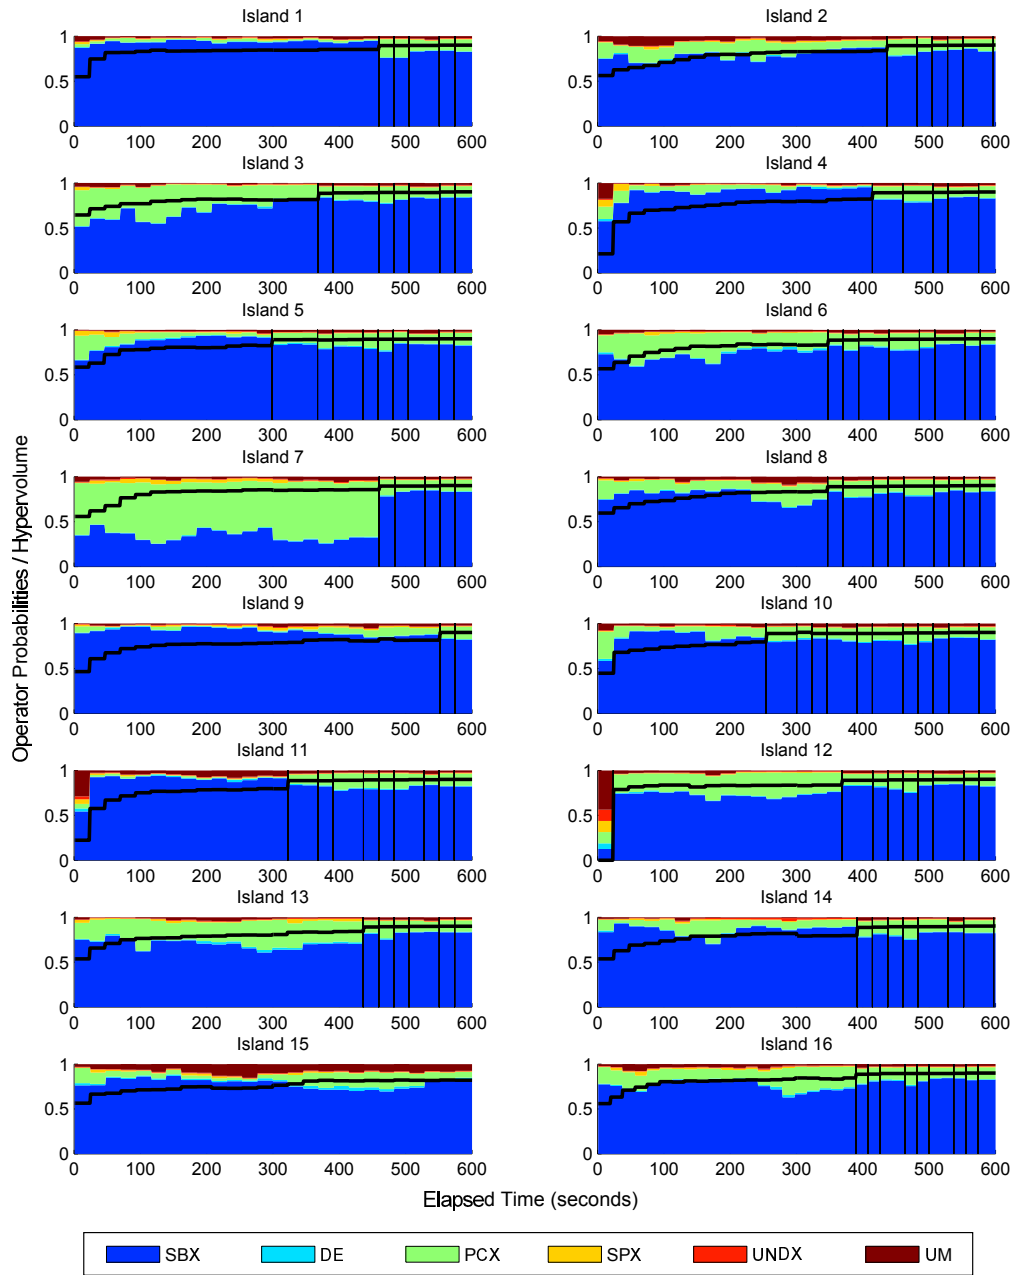 Island 1 Island 2
1 1
0.5 0.5
0 0
0 100 200 300 400 500 600 0 100 200 300 400 500 600
Island 3 Island 4
1 1
0.5 0.5
0 0
0 100 200 300 400 500 600 0 100 200 300 400 500 600
Island 5 Island 6
1 1
0.5 0.5
0 0
0 100 200 300 400 500 600 0 100 200 300 400 500 600
Island 7 Island 8
1 1
0.5 0.5
0 0
0 100 200 300 400 500 600 0 100 200 300 400 500 600
Island 9 Island 10
1 1
0.5 0.5
0 0
0 100 200 300 400 500 600 0 100 200 300 400 500 600
Island 11 Island 12
1 1
0.5 0.5
0 0
0 100 200 300 400 500 600 0 100 200 300 400 500 600
Island 13 Island 14
1 1
0.5 0.5
0 0
0 100 200 300 400 500 600 0 100 200 300 400 500 600
Island 15 Island 16
1 1
0.5 0.5
0 0
0 100 200 300 400 500 600 0 100 200 300 400 500 600
Operator Probabilities / Hypervolume
Elapsed Time (seconds)
SBX DE PCX SPX UNDX UM